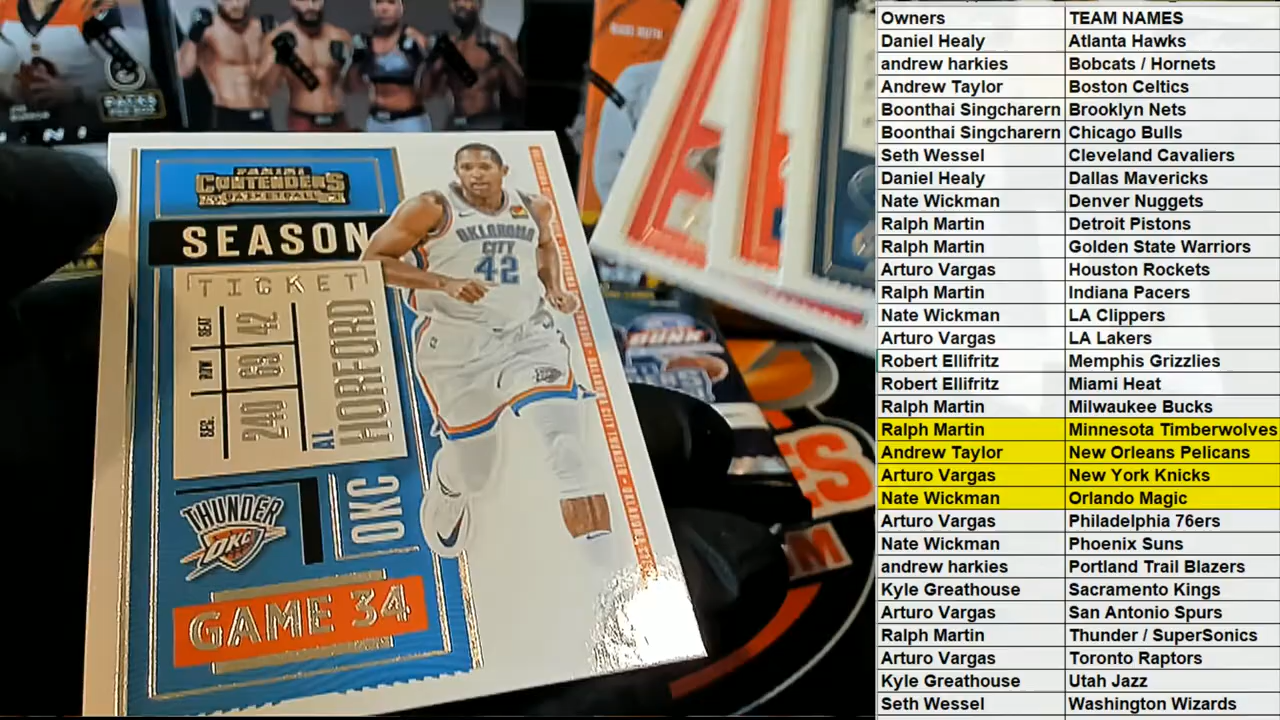 PANINI
CONTENDERS
BASKETBALL
SEASON
TICKET
SEC. ROW SEAT
240 63 42
AL
HORFORD
OKLAHOMA
CITY
42
THUNDER
OKC
OKC
GAME 34
DUNK
Owners TEAM NAMES
Daniel Healy Atlanta Hawks
andrew harkies Bobcats / Hornets
Andrew Taylor Boston Celtics
Boonthai Singcharern Brooklyn Nets
Boonthai Singcharern Chicago Bulls
Seth Wessel Cleveland Cavaliers
Daniel Healy Dallas Mavericks
Nate Wickman Denver Nuggets
Ralph Martin Detroit Pistons
Ralph Martin Golden State Warriors
Arturo Vargas Houston Rockets
Ralph Martin Indiana Pacers
Nate Wickman LA Clippers
Arturo Vargas LA Lakers
Robert Ellifritz Memphis Grizzlies
Robert Ellifritz Miami Heat
Ralph Martin Milwaukee Bucks
Ralph Martin Minnesota Timberwolves
Andrew Taylor New Orleans Pelicans
Arturo Vargas New York Knicks
Nate Wickman Orlando Magic
Arturo Vargas Philadelphia 76ers
Nate Wickman Phoenix Suns
andrew harkies Portland Trail Blazers
Kyle Greathouse Sacramento Kings
Arturo Vargas San Antonio Spurs
Ralph Martin Thunder / SuperSonics
Arturo Vargas Toronto Raptors
Kyle Greathouse Utah Jazz
Seth Wessel Washington Wizards